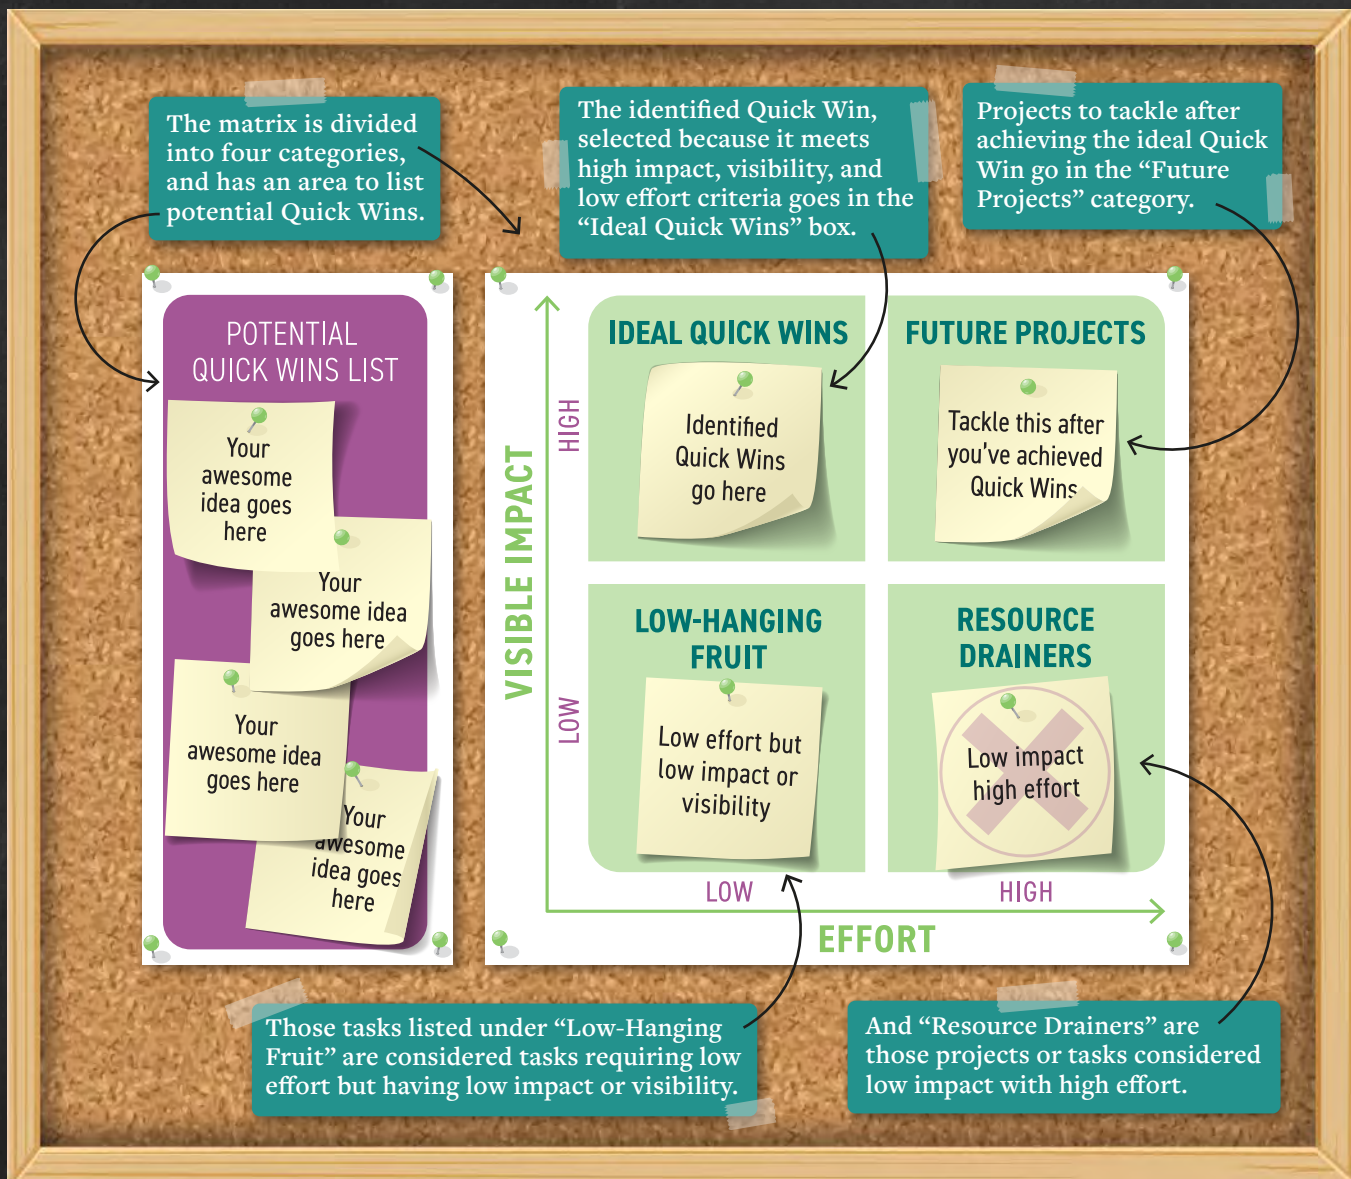 The matrix is divided
into four categories,
and has an area to list
potential Quick Wins.
The identified Quick Win,
selected because it meets
high impact, visibility, and
low effort criteria goes in the
“Ideal Quick Wins” box.
Projects to tackle after
achieving the ideal Quick
Win go in the “Future
Projects” category.
POTENTIAL
QUICK WINS LIST
Your
awesome
idea goes
here
Your
awesome idea
goes here
Your
awesome idea
goes here
Your
awesome
idea goes
here
VISIBLE IMPACT
HIGH
LOW
IDEAL QUICK WINS
Identified
Quick Wins
go here
FUTURE PROJECTS
Tackle this after
you’ve achieved
Quick Wins
LOW-HANGING
FRUIT
Low effort but
low impact or
visibility
RESOURCE
DRAINERS
Low impact
high effort
LOW
HIGH
EFFORT
Those tasks listed under “Low-Hanging
Fruit” are considered tasks requiring low
effort but having low impact or visibility.
And “Resource Drainers” are
those projects or tasks considered
low impact with high effort.